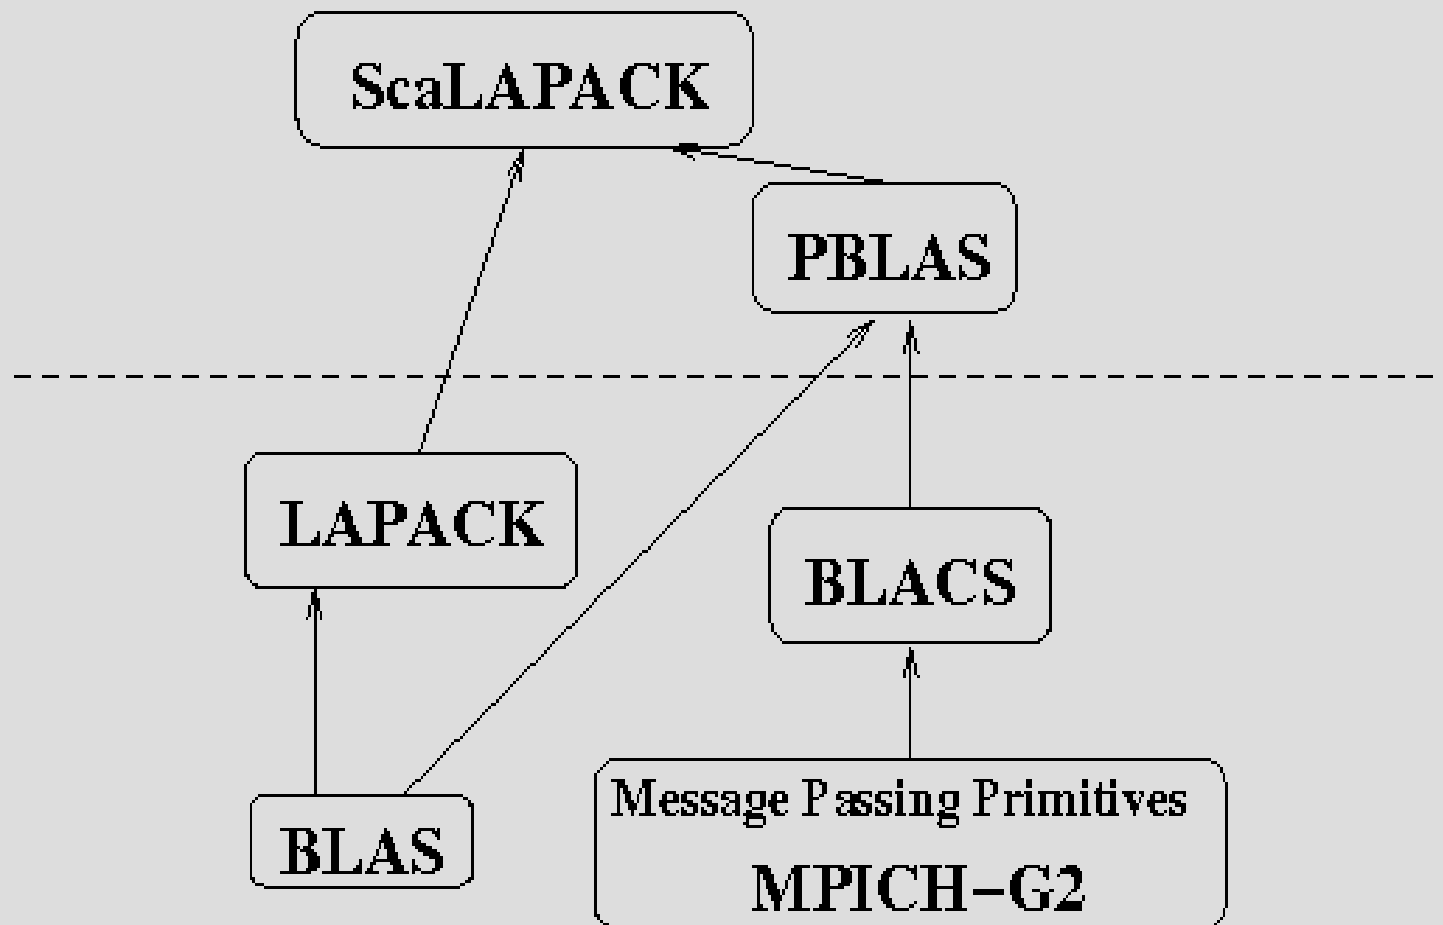 ScaLAPACK
PBLAS
LAPACK
BLACS
Message Passing Primitives
BLAS
MPICH−G2